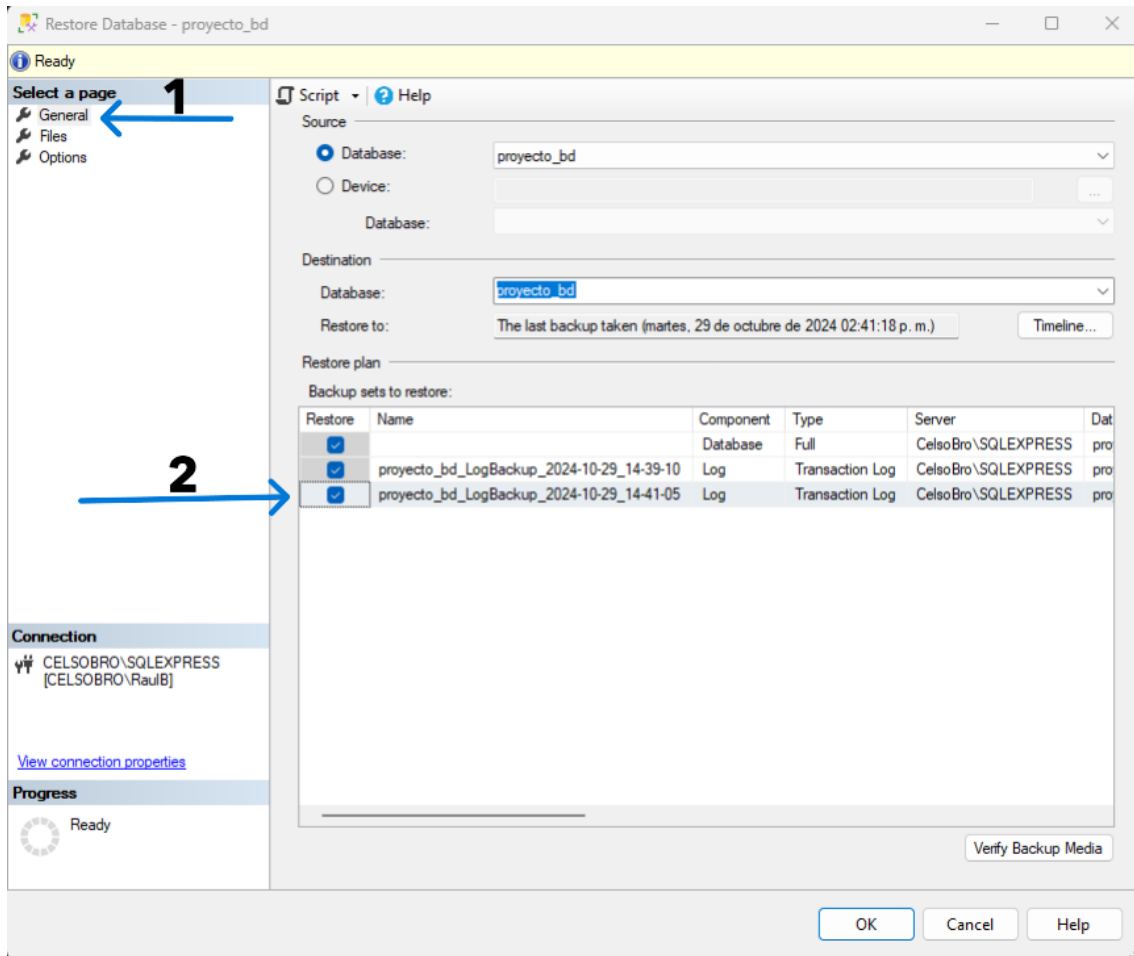 Restore Database - proyecto_bd
Ready
Select a page
1
General
Files
Options
Script
Help
Source
Database:
proyecto_bd
Device:
...
Database:
Destination
Database:
proyecto_bd
Restore to:
The last backup taken (martes, 29 de octubre de 2024 02:41:18 p. m.)
Timeline...
Restore plan
Backup sets to restore:
Restore Name Component Type Server Dat
Database Full CelsoBro\SQLEXPRESS pro
proyecto_bd_LogBackup_2024-10-29_14-39-10 Log Transaction Log CelsoBro\SQLEXPRESS pro
2
proyecto_bd_LogBackup_2024-10-29_14-41-05 Log Transaction Log CelsoBro\SQLEXPRESS pro
Connection
CELSOBRO\SQLEXPRESS
[CELSOBRO\RaulB]
View connection properties
Progress
Ready
Verify Backup Media
OK
Cancel
Help